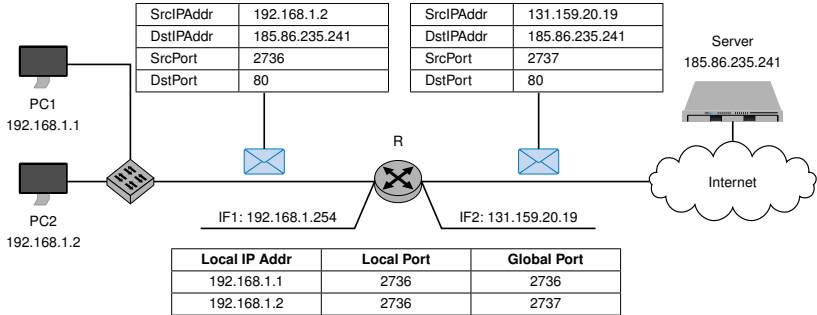 SrcIPAddr 192.168.1.2
DstIPAddr 185.86.235.241
SrcPort 2736
DstPort 80
SrcIPAddr 131.159.20.19
DstIPAddr 185.86.235.241
SrcPort 2737
DstPort 80
Server
185.86.235.241
PC1
192.168.1.1
R
Internet
PC2
192.168.1.2
IF1: 192.168.1.254
IF2: 131.159.20.19
Local IP Addr Local Port Global Port
192.168.1.1 2736 2736
192.168.1.2 2736 2737